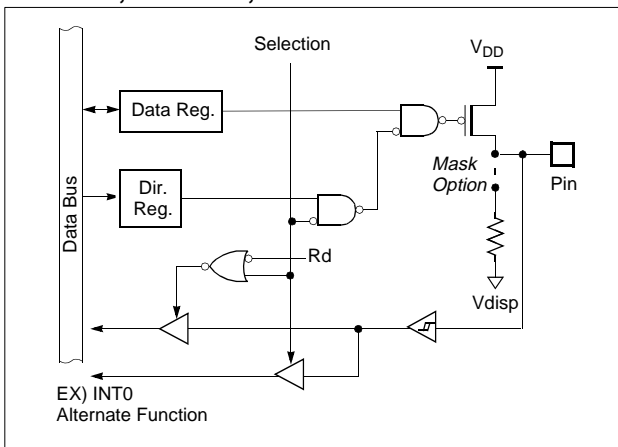 Selection
VDD
Data Reg.
Mask
Option
Pin
Dir.
Reg.
Data Bus
Rd
Vdisp
EX) INT0
Alternate Function